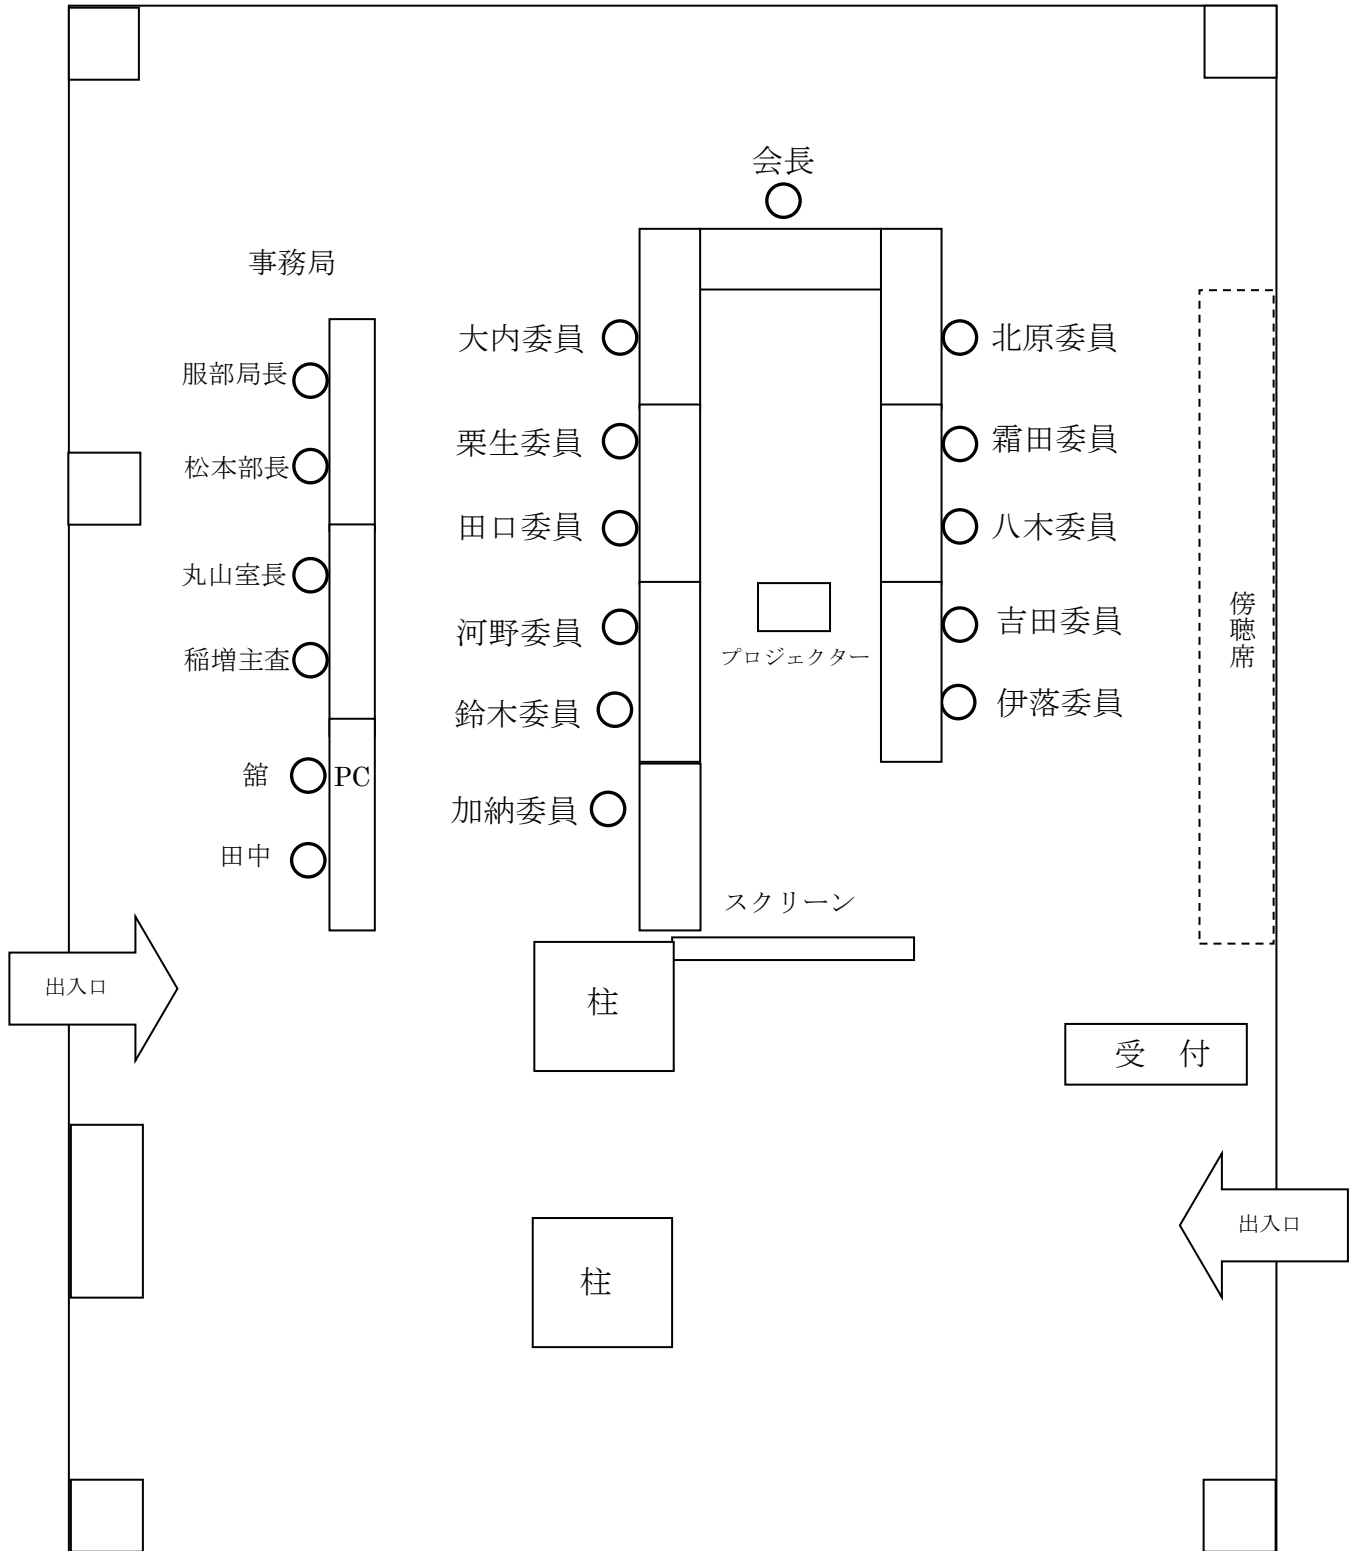 会長
事務局
大内委員
北原委員
服部局長
栗生委員
霜田委員
松本部長
田口委員
八木委員
丸山室長
河野委員
吉田委員
傍聴席
プロジェクター
稲増主査
鈴木委員
伊落委員
舘
PC
加納委員
田中
スクリーン
出入口
柱
受　付
出入口
柱